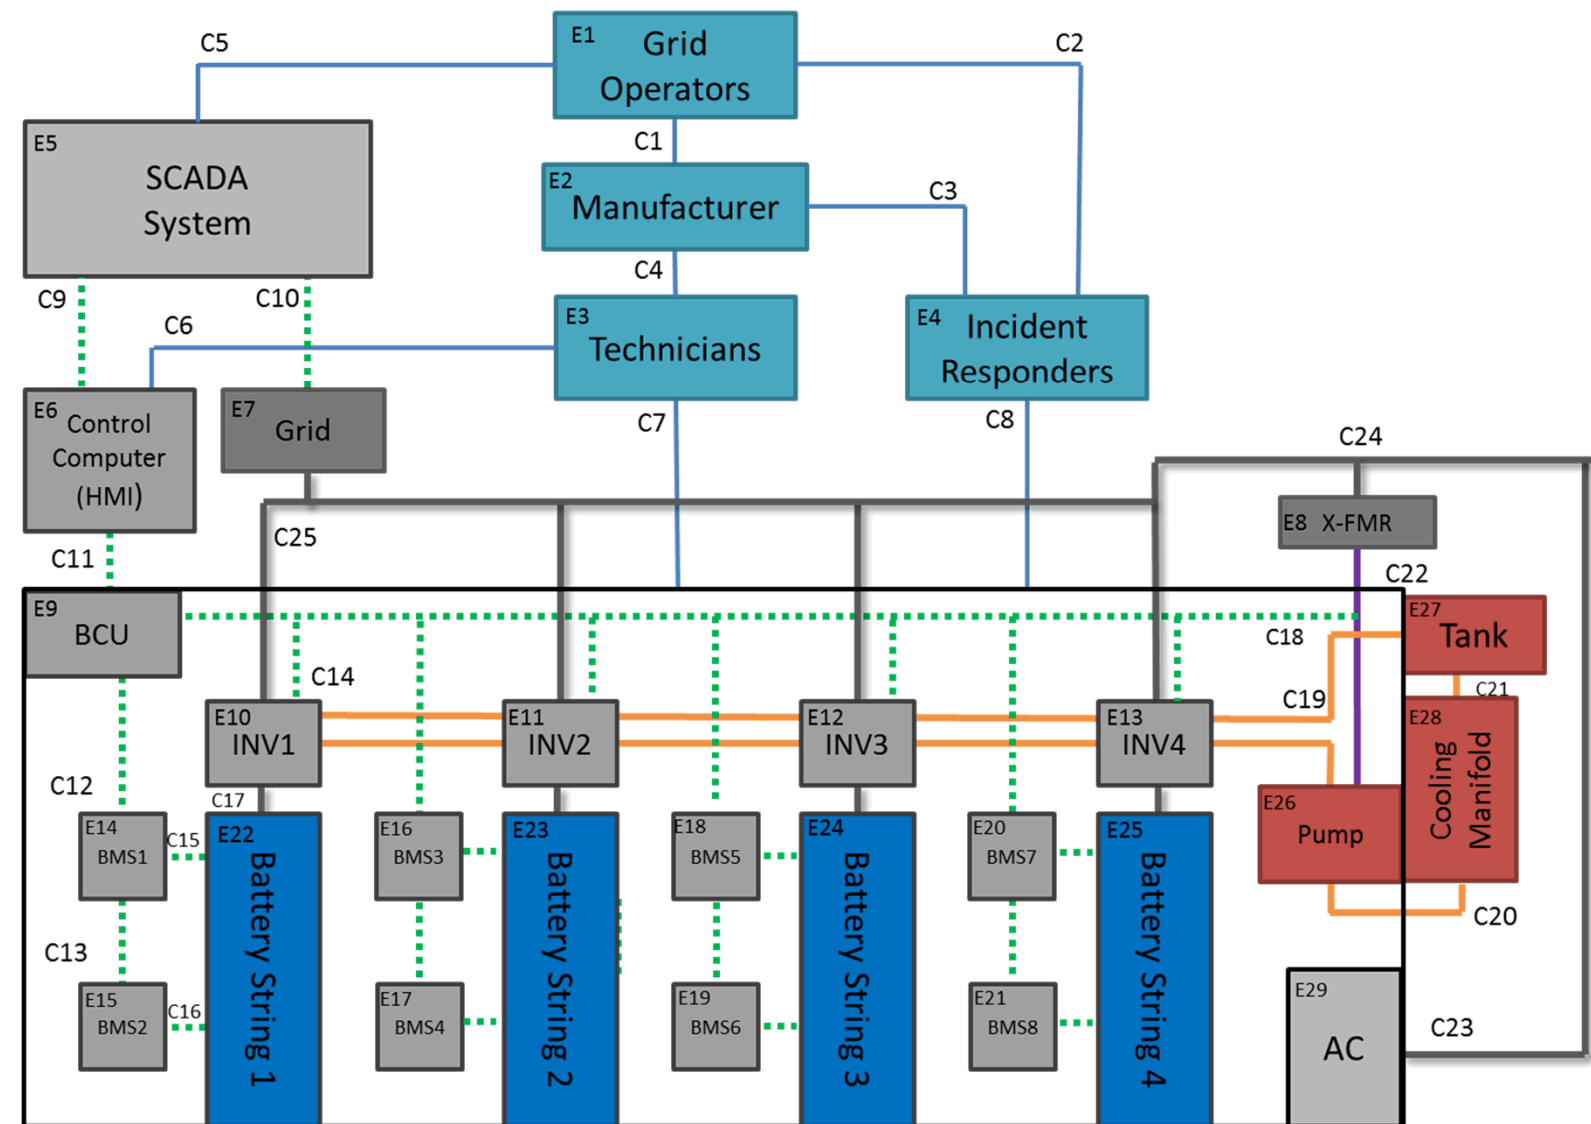 C5
E1
Grid
Operators
C2
E5
SCADA
System
C1
E2
Manufacturer
C3
C4
C9
C10
C6
E3
Technicians
E4
Incident
Responders
E6
Control
Computer
(HMI)
E7
Grid
C7
C8
C24
C25
E8 X-FMR
C11
C22
E9
BCU
E27
Tank
C18
C14
C21
C19
E10
INV1
E11
INV2
E12
INV3
E13
INV4
E28
Cooling
Manifold
C12
C17
E26
Pump
E14
BMS1
C15
E22
Battery String 1
E16
BMS3
E23
Battery String 2
E18
BMS5
E24
Battery String 3
E20
BMS7
E25
Battery String 4
C20
C13
E15
BMS2
C16
E17
BMS4
E19
BMS6
E21
BMS8
E29
AC
C23